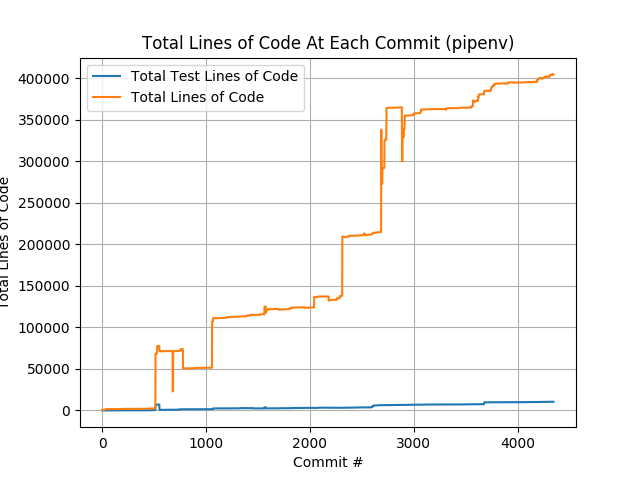 Total Lines of Code At Each Commit (pipenv)
Total Test Lines of Code
Total Lines of Code
400000
350000
300000
250000
200000
150000
100000
50000
0
Total Lines of Code
0 1000 2000 3000 4000
Commit #